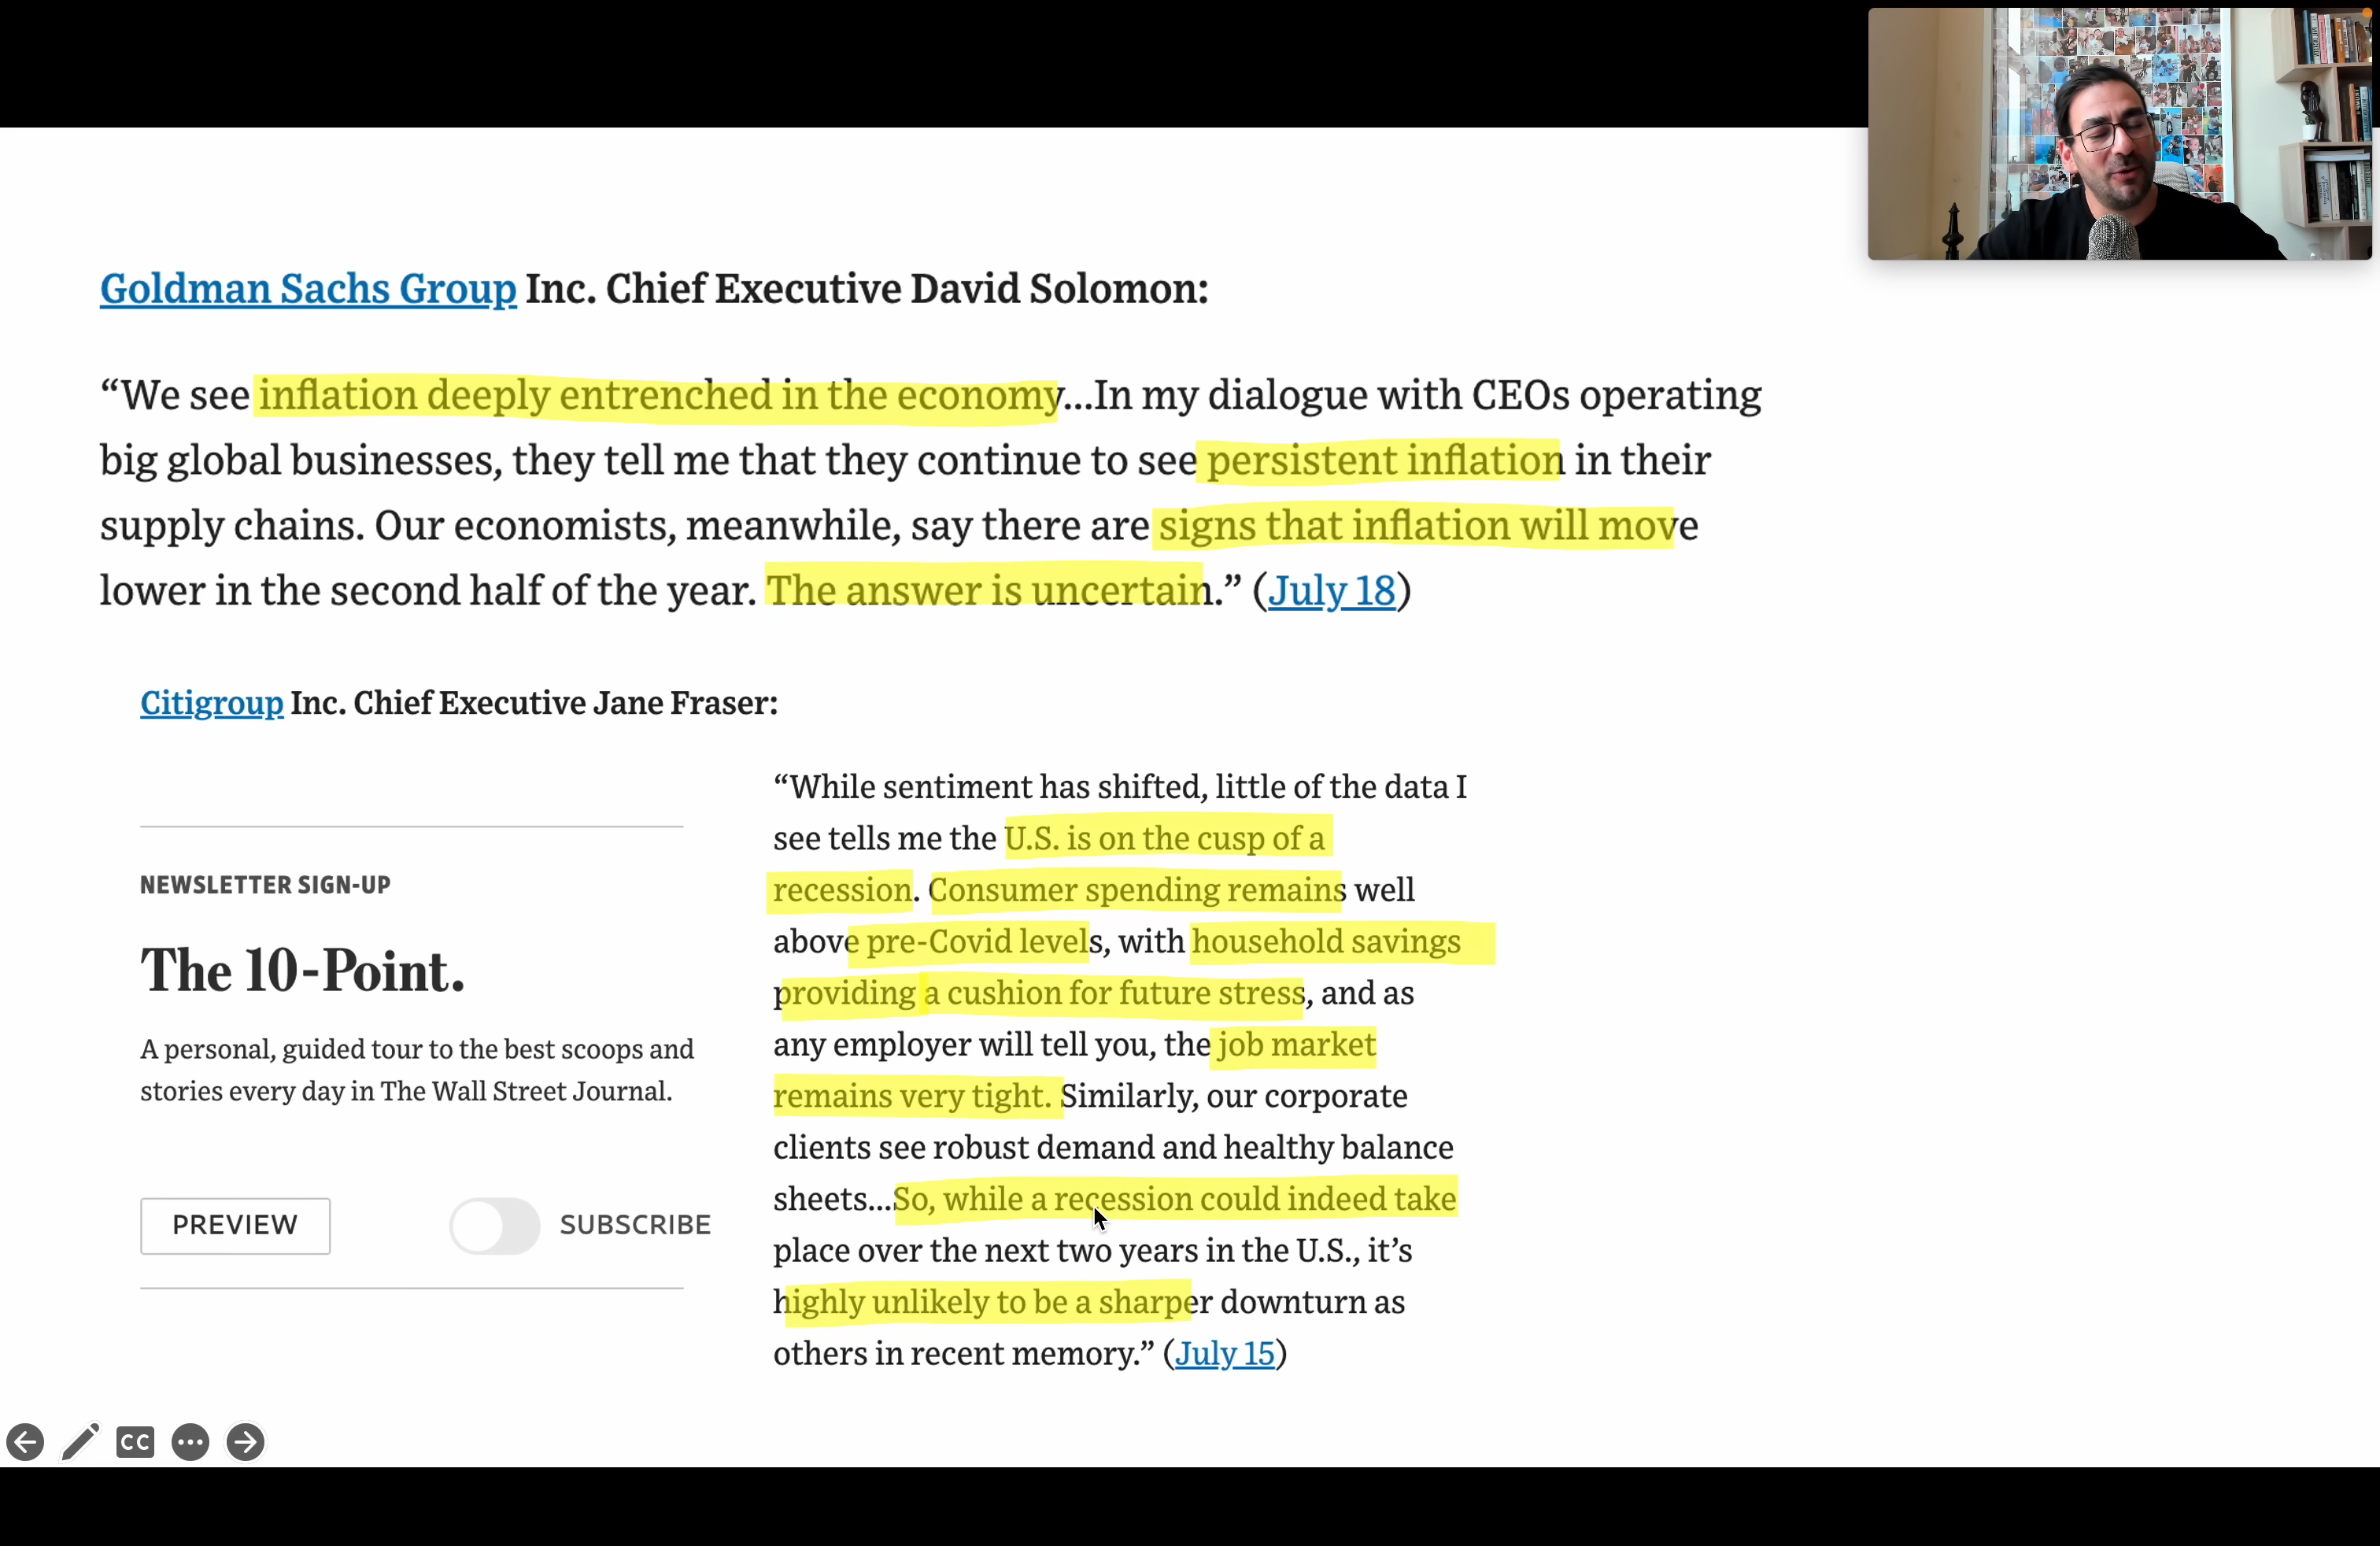 Goldman Sachs Group Inc. Chief Executive David Solomon:
“We see inflation deeply entrenched in the economy...In my dialogue with CEOs operating
big global businesses, they tell me that they continue to see persistent inflation in their
supply chains. Our economists, meanwhile, say there are signs that inflation will move
lower in the second half of the year. The answer is uncertain.” (July 18)
Citigroup Inc. Chief Executive Jane Fraser:
NEWSLETTER SIGN-UP
The 10-Point.
A personal, guided tour to the best scoops and
stories every day in The Wall Street Journal.
PREVIEW
SUBSCRIBE
“While sentiment has shifted, little of the data I
see tells me the U.S. is on the cusp of a
recession. Consumer spending remains well
above pre-Covid levels, with household savings
providing a cushion for future stress, and as
any employer will tell you, the job market
remains very tight. Similarly, our corporate
clients see robust demand and healthy balance
sheets...So, while a recession could indeed take
place over the next two years in the U.S., it’s
highly unlikely to be a sharper downturn as
others in recent memory.” (July 15)
CC